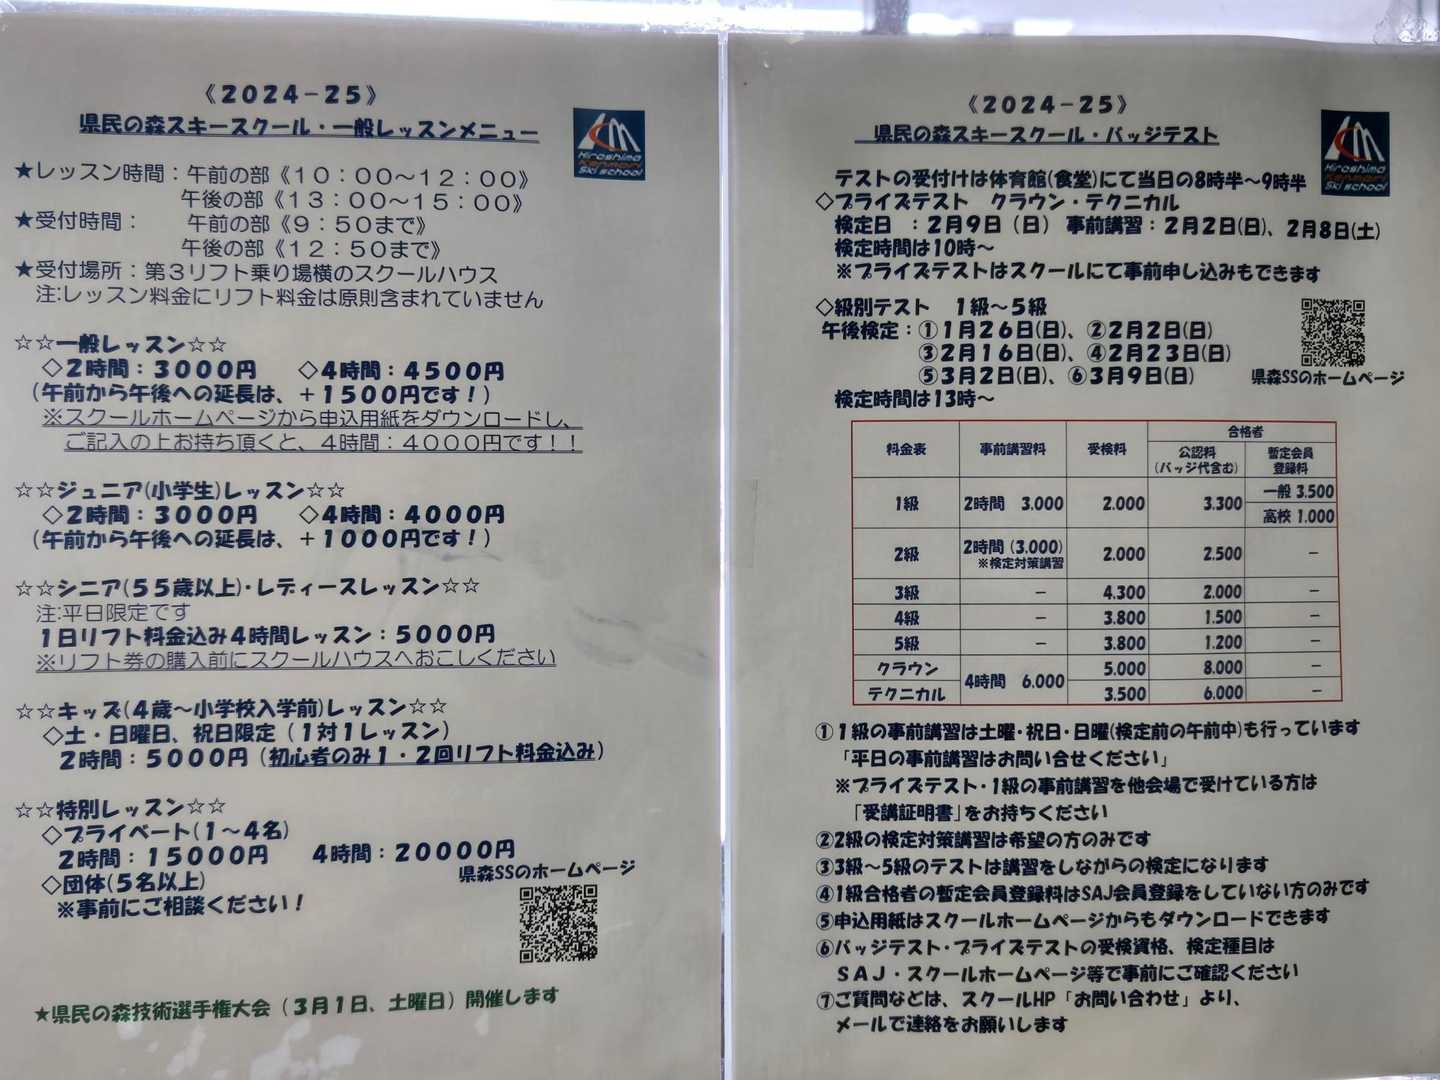 《2024-25》
県民の森スキースクール・一般レッスンメニュー
Hiroshima
Kenmori
Ski school
★レッスン時間：午前の部《10：00～12：00》
午後の部《13：00～15：00》
★受付時間： 午前の部《9：50まで》
午後の部《12：50まで》
★受付場所：第3リフト乗り場横のスクールハウス
注:レッスン料金にリフト料金は原則含まれていません
☆☆一般レッスン☆☆
◇2時間：3000円 ◇4時間：4500円
(午前から午後への延長は、＋1500円です！)
※スクールホームページから申込用紙をダウンロードし、
ご記入の上お持ち頂くと、4時間：4000円です！！
☆☆ジュニア(小学生)レッスン☆☆
◇2時間：3000円 ◇4時間：4000円
(午前から午後への延長は、＋1000円です！)
☆☆シニア(55歳以上)・レディースレッスン☆☆
注:平日限定です
1日リフト料金込み4時間レッスン：5000円
※リフト券の購入前にスクールハウスへおこしください
☆☆キッズ(4歳～小学校入学前)レッスン☆☆
◇土・日曜日、祝日限定（1対1レッスン）
2時間：5000円（初心者のみ1・2回リフト料金込み）
☆☆特別レッスン☆☆
◇プライベート(1～4名)
2時間：15000円 4時間：20000円
◇団体(5名以上)
※事前にご相談ください！
県森SSのホームページ
★県民の森技術選手権大会（3月1日、土曜日）開催します
《2024-25》
県民の森スキースクール・バッジテスト
Hiroshima
Kenmori
Ski school
テストの受付けは体育館(食堂)にて当日の8時半～9時半
◇プライズテスト クラウン・テクニカル
検定日 ：2月9日（日） 事前講習：2月2日(日)、2月8日(土)
検定時間は10時～
※プライズテストはスクールにて事前申し込みもできます
◇級別テスト 1級～5級
午後検定：①1月26日(日)、②2月2日(日)
③2月16日(日)、④2月23日(日)
⑤3月2日(日)、⑥3月9日(日)
検定時間は13時～
県森SSのホームページ
料金表 事前講習料 受検料 合格者
公認料（バッジ代含む） 暫定会員登録料
1級 2時間 3.000 2.000 3.300 一般 3.500
高校 1.000
2級 2時間 (3.000) ※検定対策講習 2.000 2.500 －
3級 － 4.300 2.000 －
4級 － 3.800 1.500 －
5級 － 3.800 1.200 －
クラウン 4時間 6.000 5.000 8.000 －
テクニカル 3.500 6.000 －
①1級の事前講習は土曜・祝日・日曜(検定前の午前中)も行っています
「平日の事前講習はお問い合せください」
※プライズテスト・1級の事前講習を他会場で受けている方は
「受講証明書」をお持ちください
②2級の検定対策講習は希望の方のみです
③3級～5級のテストは講習をしながらの検定になります
④1級合格者の暫定会員登録料はSAJ会員登録をしていない方のみです
⑤申込用紙はスクールホームページからもダウンロードできます
⑥バッジテスト・プライズテストの受検資格、検定種目は
SAJ・スクールホームページ等で事前にご確認ください
⑦ご質問などは、スクールHP「お問い合わせ」より、
メールで連絡をお願いします